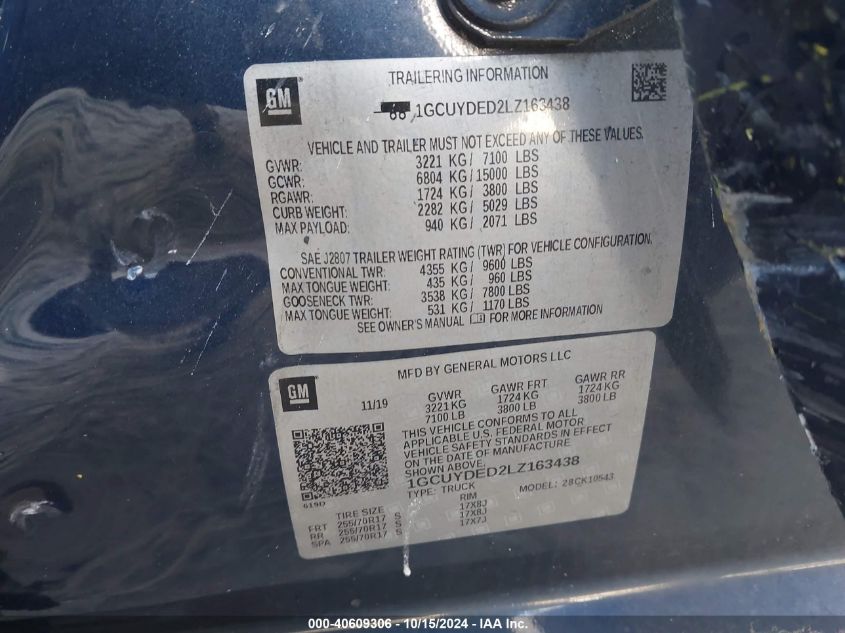 GM
TRAILERING INFORMATION
1GCUYDED2LZ163438
VEHICLE AND TRAILER MUST NOT EXCEED ANY OF THESE VALUES.
GVWR: 3221 KG / 7100 LBS
GCWR: 6804 KG / 15000 LBS
RGAWR: 1724 KG / 3800 LBS
CURB WEIGHT: 2282 KG / 5029 LBS
MAX PAYLOAD: 940 KG / 2071 LBS
SAE J2807 TRAILER WEIGHT RATING (TWR) FOR VEHICLE CONFIGURATION.
CONVENTIONAL TWR: 4355 KG / 9600 LBS
MAX TONGUE WEIGHT: 435 KG / 960 LBS
GOOSENECK TWR: 3538 KG / 7800 LBS
MAX TONGUE WEIGHT: 531 KG / 1170 LBS
SEE OWNER'S MANUAL FOR MORE INFORMATION
GM
MFD BY GENERAL MOTORS LLC
11/19 GVWR GAWR FRT GAWR RR
3221 KG 1724 KG 1724 KG
7100 LB 3800 LB 3800 LB
THIS VEHICLE CONFORMS TO ALL
APPLICABLE U.S. FEDERAL MOTOR
VEHICLE SAFETY STANDARDS IN EFFECT
ON THE DATE OF MANUFACTURE
SHOWN ABOVE.
1GCUYDED2LZ163438
TYPE: TRUCK MODEL: 28CK10543
TIRE SIZE RIM
FRT 255/70R17 S 17X8J
RR 255/70R17 S 17X8J
SPA 255/70R17 S 17X7J
000-40609306 - 10/15/2024 - IAA Inc.